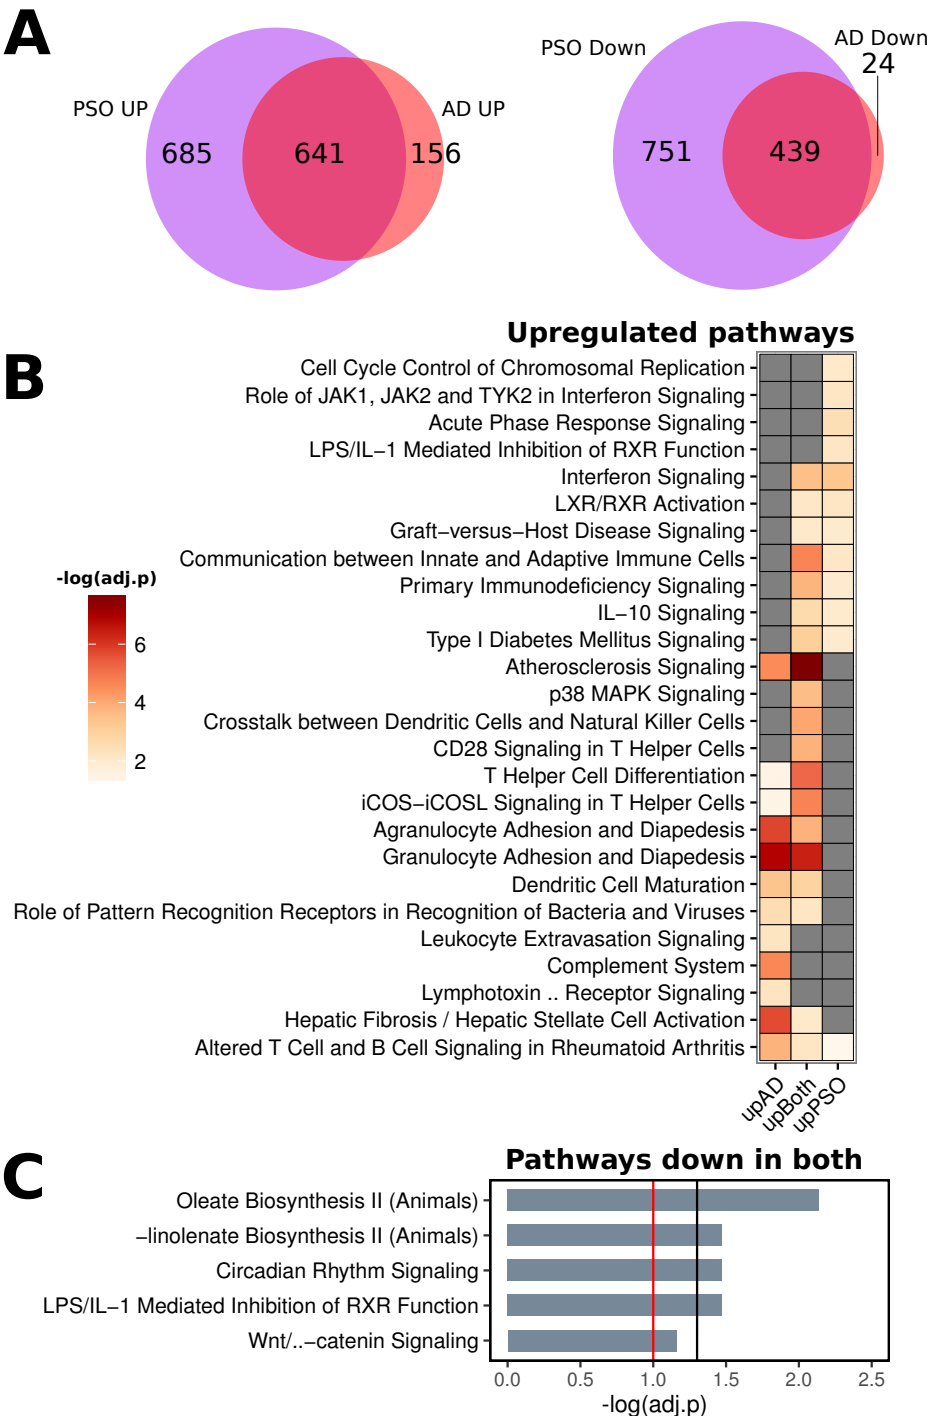 A
PSO UP
AD UP
685
641
156
PSO Down
AD Down
24
751
439
B
Upregulated pathways
Cell Cycle Control of Chromosomal Replication
Role of JAK1, JAK2 and TYK2 in Interferon Signaling
Acute Phase Response Signaling
LPS/IL−1 Mediated Inhibition of RXR Function
Interferon Signaling
LXR/RXR Activation
Graft−versus−Host Disease Signaling
Communication between Innate and Adaptive Immune Cells
Primary Immunodeficiency Signaling
IL−10 Signaling
Type I Diabetes Mellitus Signaling
Atherosclerosis Signaling
p38 MAPK Signaling
Crosstalk between Dendritic Cells and Natural Killer Cells
CD28 Signaling in T Helper Cells
T Helper Cell Differentiation
iCOS−iCOSL Signaling in T Helper Cells
Agranulocyte Adhesion and Diapedesis
Granulocyte Adhesion and Diapedesis
Dendritic Cell Maturation
Role of Pattern Recognition Receptors in Recognition of Bacteria and Viruses
Leukocyte Extravasation Signaling
Complement System
Lymphotoxin .. Receptor Signaling
Hepatic Fibrosis / Hepatic Stellate Cell Activation
Altered T Cell and B Cell Signaling in Rheumatoid Arthritis
upAD
upBoth
upPSO
-log(adj.p)
6
4
2
C
Pathways down in both
Oleate Biosynthesis II (Animals)
−linolenate Biosynthesis II (Animals)
Circadian Rhythm Signaling
LPS/IL−1 Mediated Inhibition of RXR Function
Wnt/..−catenin Signaling
0.0 0.5 1.0 1.5 2.0 2.5
-log(adj.p)